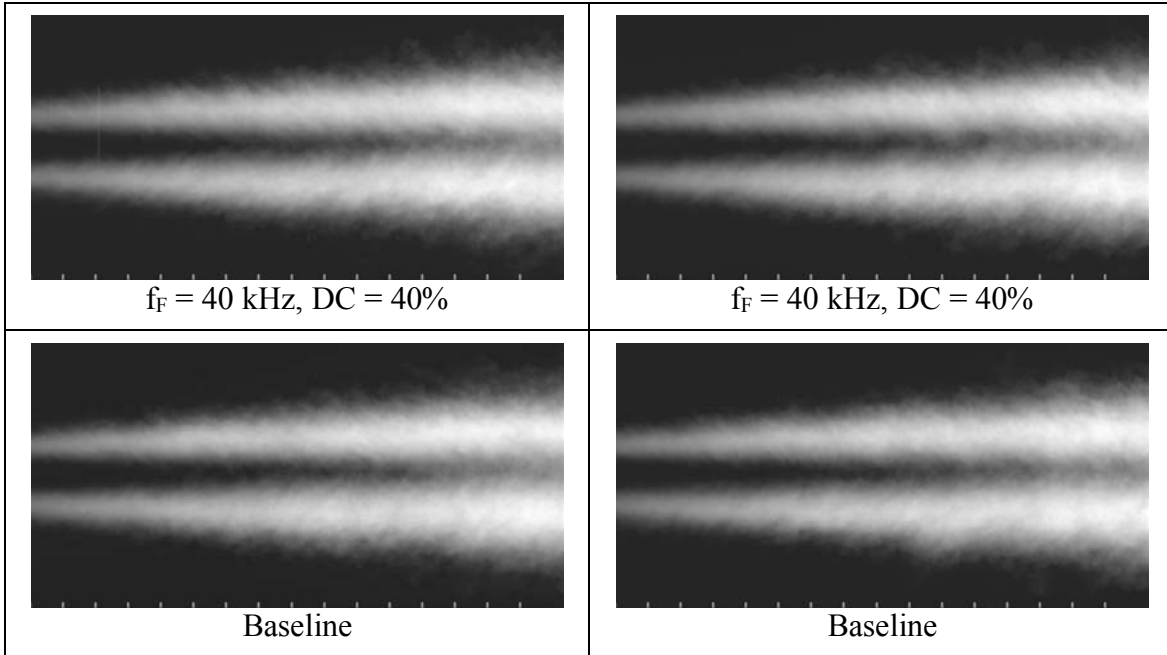 f_F = 40 kHz, DC = 40%
f_F = 40 kHz, DC = 40%
Baseline
Baseline